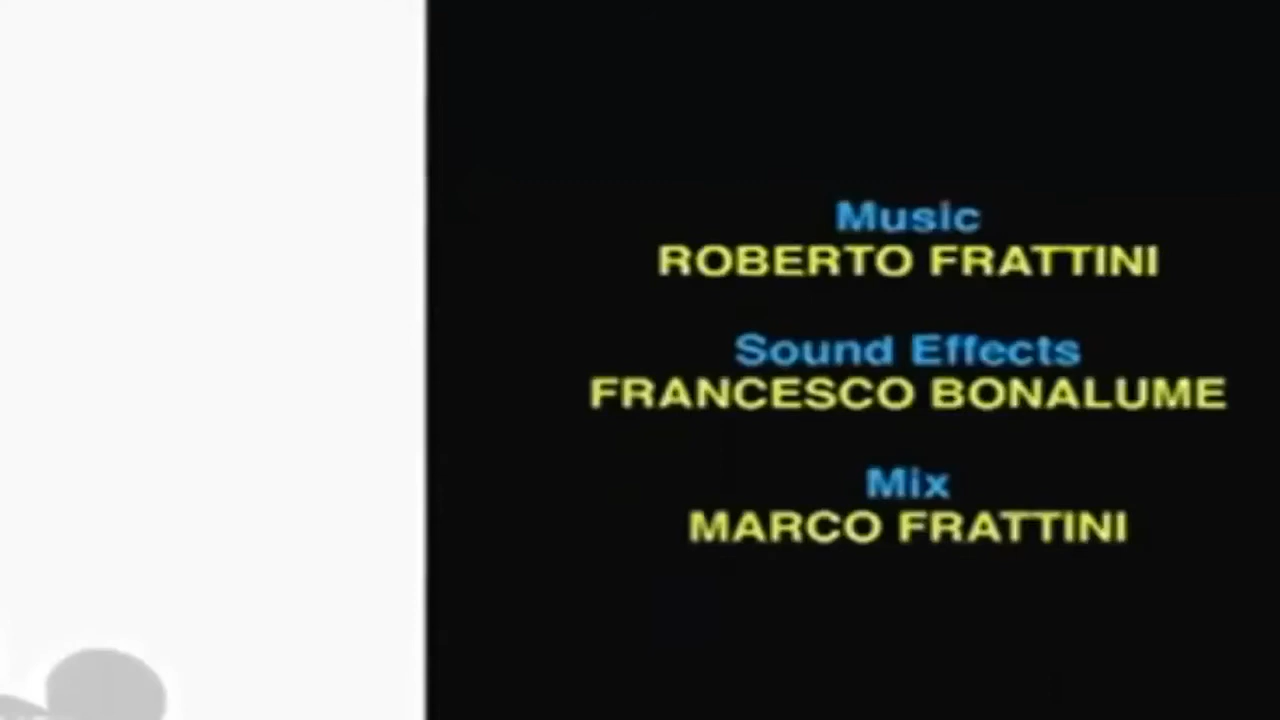 Music
ROBERTO FRATTINI
Sound Effects
FRANCESCO BONALUME
Mix
MARCO FRATTINI